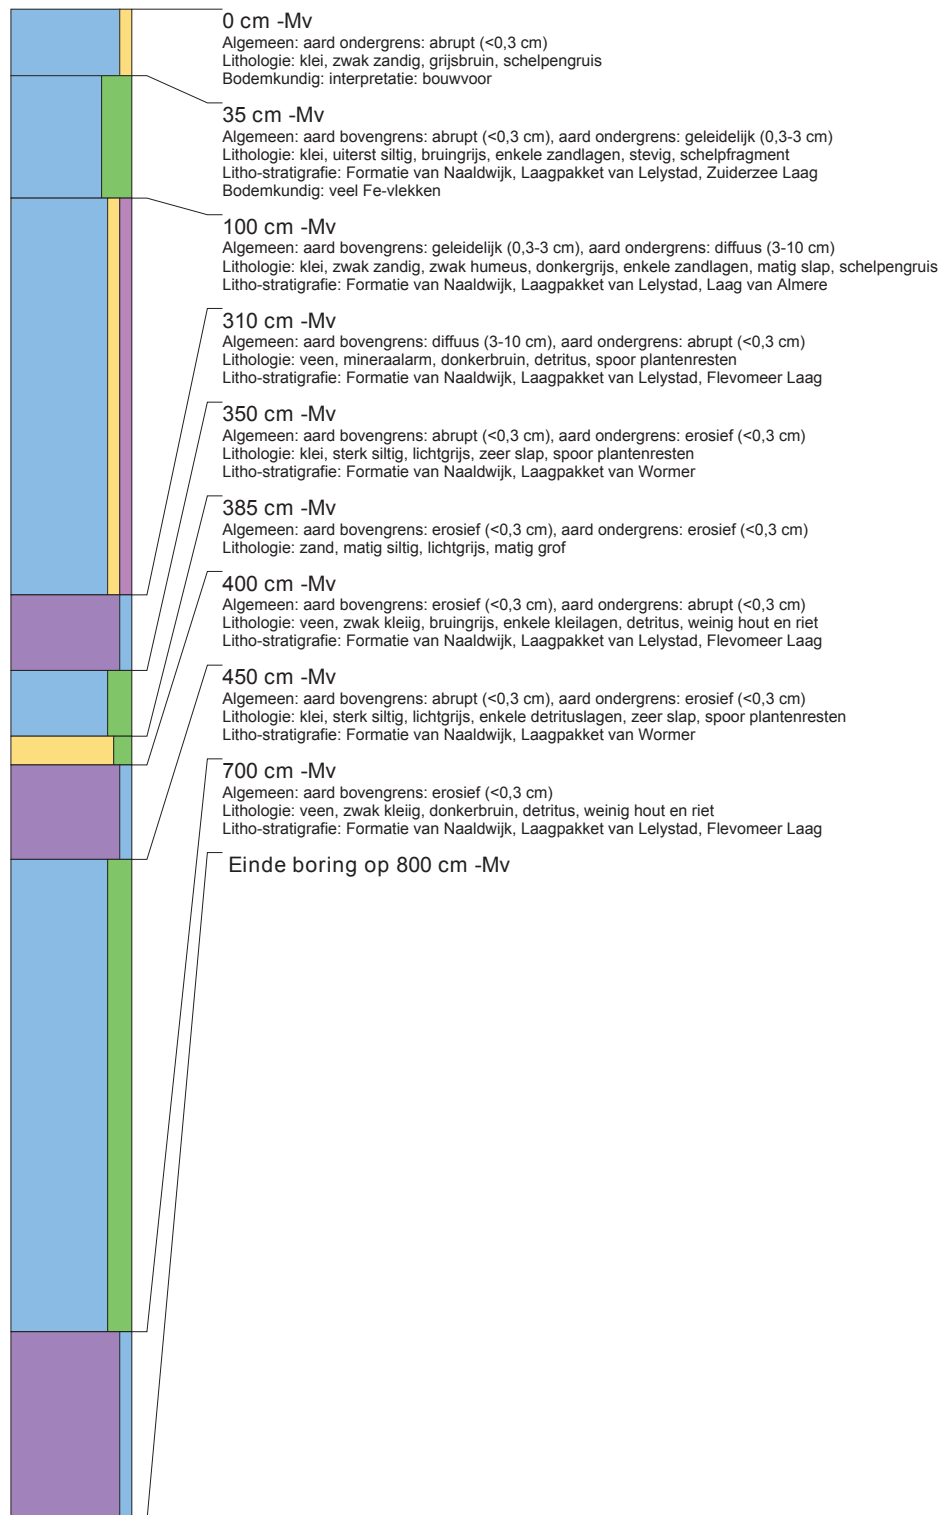 0 cm -Mv
Algemeen: aard ondergrens: abrupt (<0,3 cm)
Lithologie: klei, zwak zandig, grijsbruin, schelpengruis
Bodemkundig: interpretatie: bouwvoor
35 cm -Mv
Algemeen: aard bovengrens: abrupt (<0,3 cm), aard ondergrens: geleidelijk (0,3-3 cm)
Lithologie: klei, uiterst siltig, bruingrijs, enkele zandlagen, stevig, schelpfragment
Litho-stratigrafie: Formatie van Naaldwijk, Laagpakket van Lelystad, Zuiderzee Laag
Bodemkundig: veel Fe-vlekken
100 cm -Mv
Algemeen: aard bovengrens: geleidelijk (0,3-3 cm), aard ondergrens: diffuus (3-10 cm)
Lithologie: klei, zwak zandig, zwak humeus, donkergrijs, enkele zandlagen, matig slap, schelpengruis
Litho-stratigrafie: Formatie van Naaldwijk, Laagpakket van Lelystad, Laag van Almere
310 cm -Mv
Algemeen: aard bovengrens: diffuus (3-10 cm), aard ondergrens: abrupt (<0,3 cm)
Lithologie: veen, mineraalarm, donkerbruin, detritus, spoor plantenresten
Litho-stratigrafie: Formatie van Naaldwijk, Laagpakket van Lelystad, Flevomeer Laag
350 cm -Mv
Algemeen: aard bovengrens: abrupt (<0,3 cm), aard ondergrens: erosief (<0,3 cm)
Lithologie: klei, sterk siltig, lichtgrijs, zeer slap, spoor plantenresten
Litho-stratigrafie: Formatie van Naaldwijk, Laagpakket van Wormer
385 cm -Mv
Algemeen: aard bovengrens: erosief (<0,3 cm), aard ondergrens: erosief (<0,3 cm)
Lithologie: zand, matig siltig, lichtgrijs, matig grof
400 cm -Mv
Algemeen: aard bovengrens: erosief (<0,3 cm), aard ondergrens: abrupt (<0,3 cm)
Lithologie: veen, zwak kleiig, bruingrijs, enkele kleilagen, detritus, weinig hout en riet
Litho-stratigrafie: Formatie van Naaldwijk, Laagpakket van Lelystad, Flevomeer Laag
450 cm -Mv
Algemeen: aard bovengrens: abrupt (<0,3 cm), aard ondergrens: erosief (<0,3 cm)
Lithologie: klei, sterk siltig, lichtgrijs, enkele detrituslagen, zeer slap, spoor plantenresten
Litho-stratigrafie: Formatie van Naaldwijk, Laagpakket van Wormer
700 cm -Mv
Algemeen: aard bovengrens: erosief (<0,3 cm)
Lithologie: veen, zwak kleiig, donkerbruin, detritus, weinig hout en riet
Litho-stratigrafie: Formatie van Naaldwijk, Laagpakket van Lelystad, Flevomeer Laag
Einde boring op 800 cm -Mv